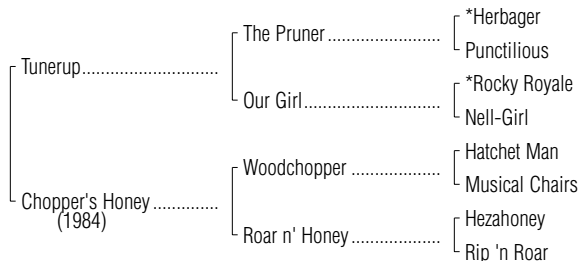 *Herbager
The Pruner ........................
Punctilious
Tunerup.............................
*Rocky Royale
Our Girl.............................
Nell-Girl
Hatchet Man
Woodchopper ...................
Musical Chairs
Chopper's Honey ..............
(1984)
Hezahoney
Roar n' Honey ...................
Rip 'n Roar